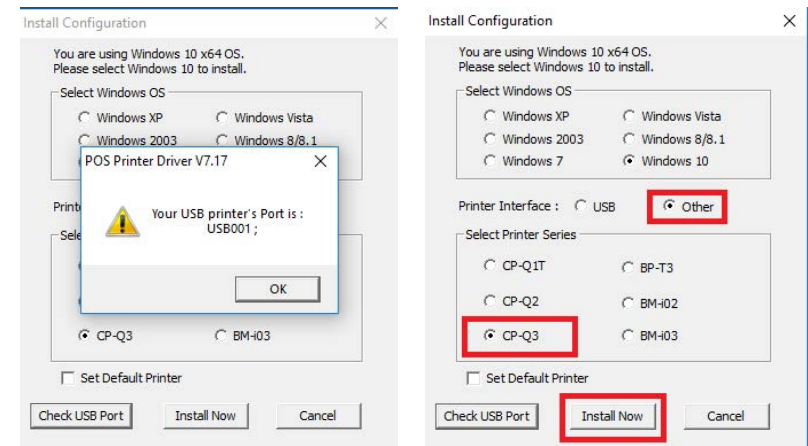 Install Configuration
You are using Windows 10 x64 OS.
Please select Windows 10 to install.
Select Windows OS
Windows XP Windows Vista
Windows 2003 Windows 8/8.1
POS Printer Driver V7.17
Your USB printer's Port is :
USB001 ;
OK
CP-Q3 BM-i03
Set Default Printer
Check USB Port Install Now Cancel
Install Configuration
You are using Windows 10 x64 OS.
Please select Windows 10 to install.
Select Windows OS
Windows XP Windows Vista
Windows 2003 Windows 8/8.1
Windows 7 Windows 10
Printer Interface : USB Other
Select Printer Series
CP-Q1T BP-T3
CP-Q2 BM-i02
CP-Q3 BM-i03
Set Default Printer
Check USB Port Install Now Cancel